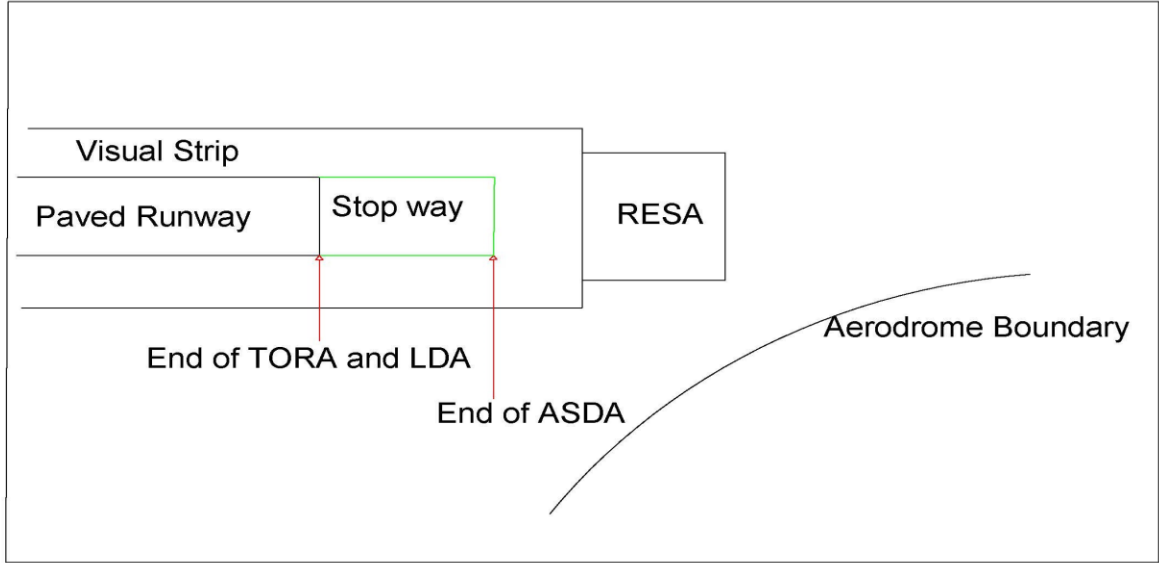 Visual Strip
Paved Runway
Stop way
RESA
Aerodrome Boundary
End of TORA and LDA
End of ASDA